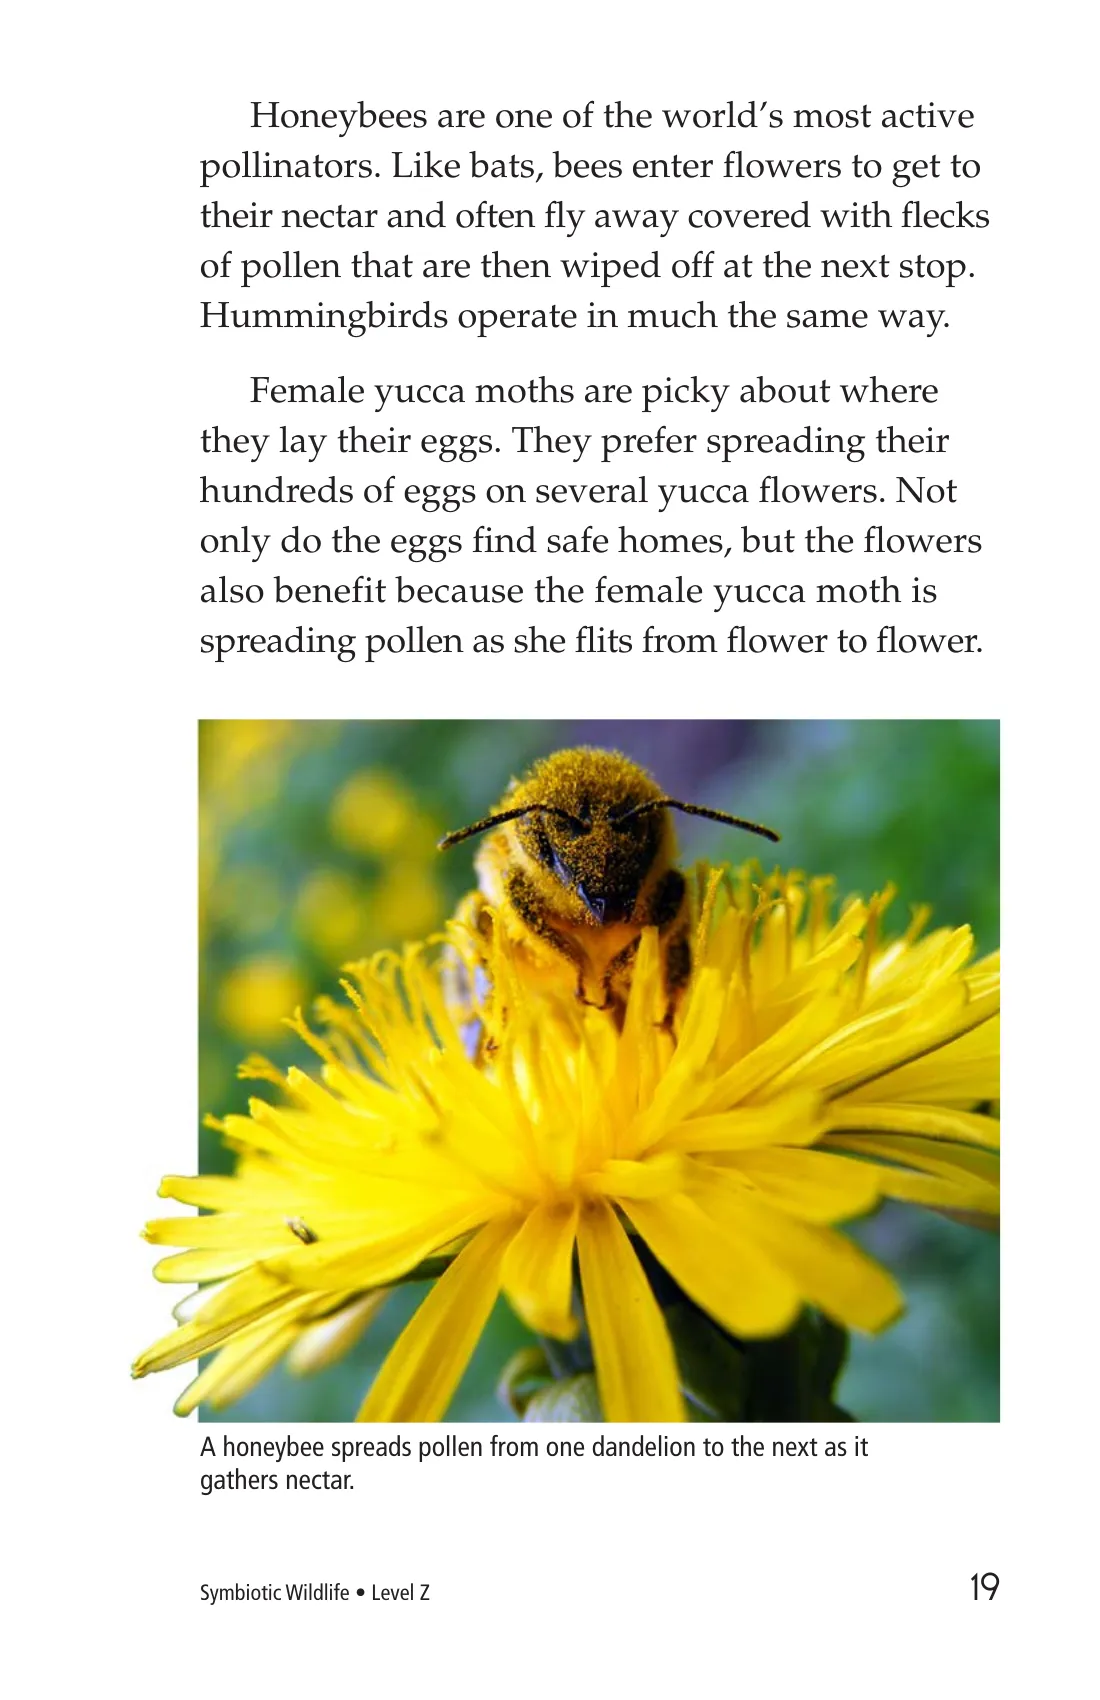 Honeybees are one of the world’s most active
pollinators. Like bats, bees enter flowers to get to
their nectar and often fly away covered with flecks
of pollen that are then wiped off at the next stop.
Hummingbirds operate in much the same way.
Female yucca moths are picky about where
they lay their eggs. They prefer spreading their
hundreds of eggs on several yucca flowers. Not
only do the eggs find safe homes, but the flowers
also benefit because the female yucca moth is
spreading pollen as she flits from flower to flower.
A honeybee spreads pollen from one dandelion to the next as it
gathers nectar.
Symbiotic Wildlife • Level Z
19